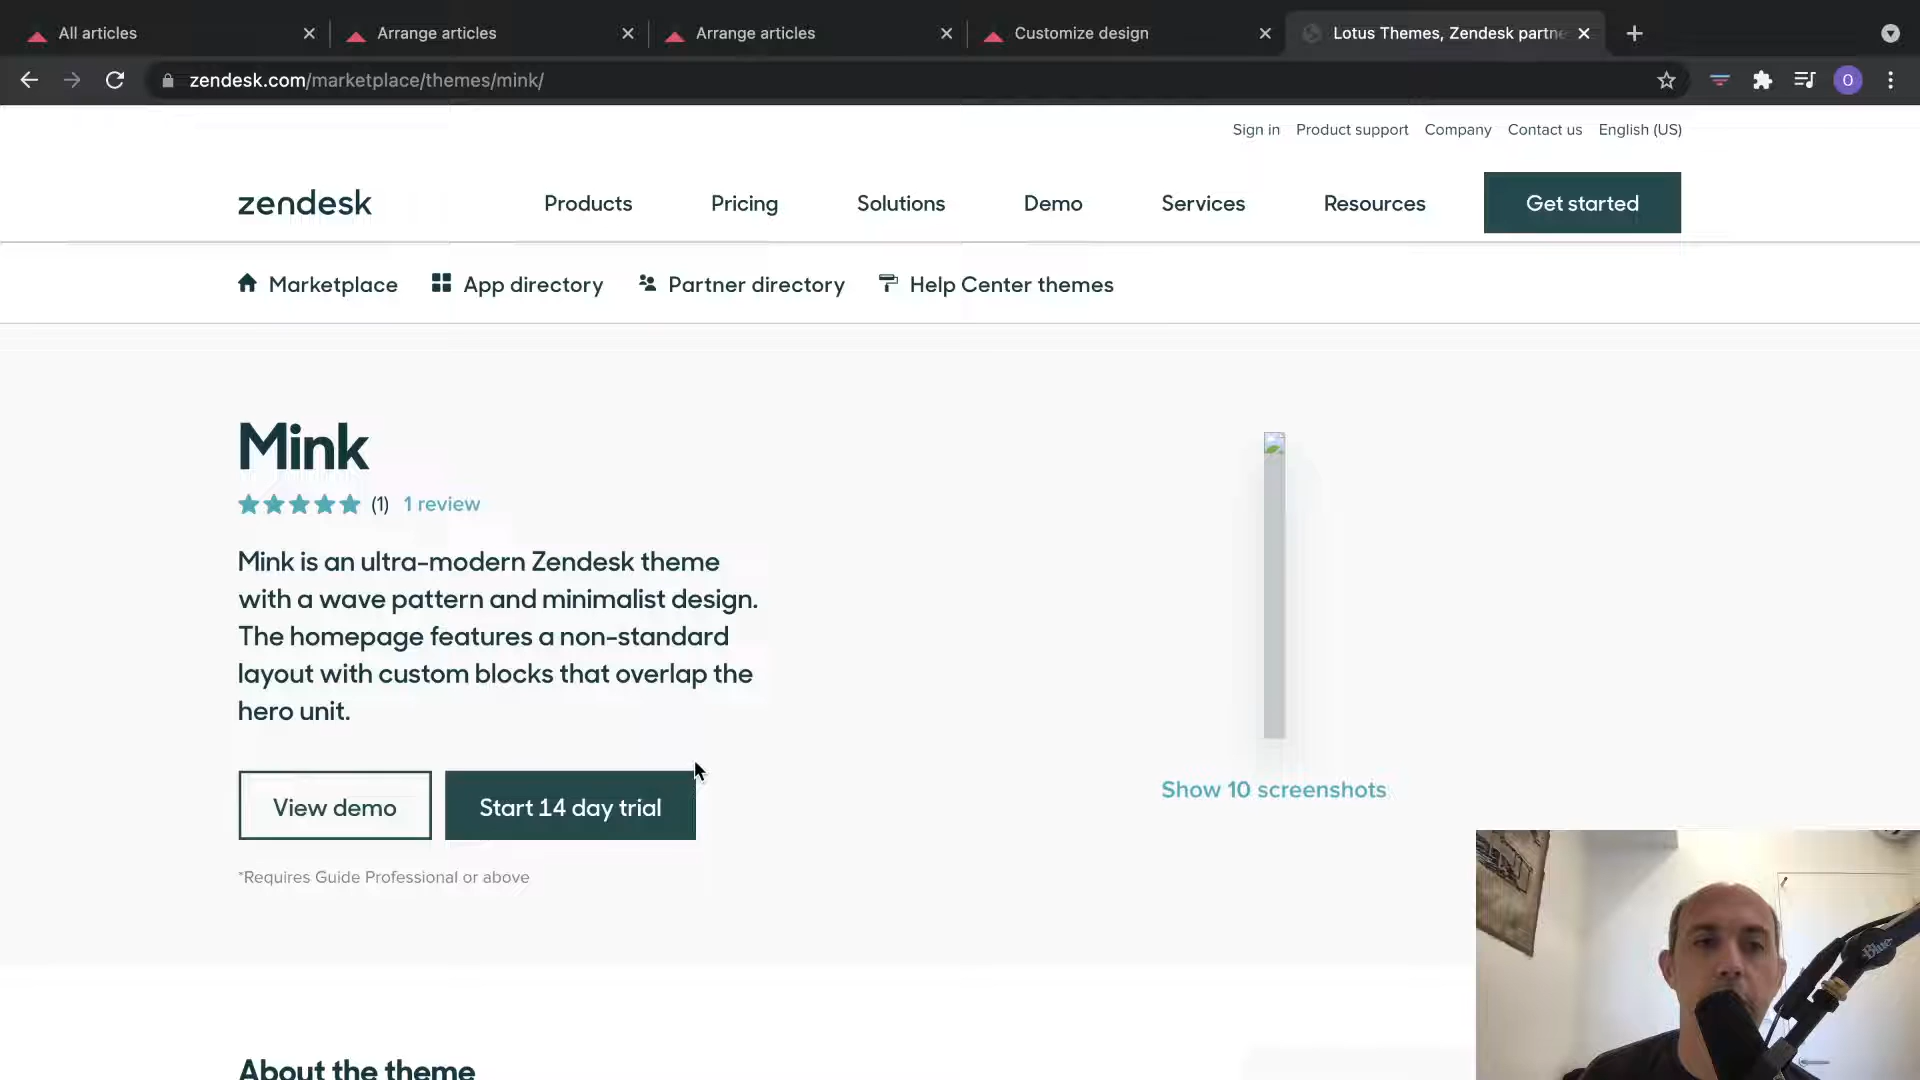 All articles
Arrange articles
Arrange articles
Customize design
Lotus Themes, Zendesk partne
zendesk.com/marketplace/themes/mink/
O
Sign in
Product support
Company
Contact us
English (US)
zendesk
Products
Pricing
Solutions
Demo
Services
Resources
Get started
Marketplace
App directory
Partner directory
Help Center themes
Mink
(1) 1 review
Mink is an ultra-modern Zendesk theme
with a wave pattern and minimalist design.
The homepage features a non-standard
layout with custom blocks that overlap the
hero unit.
View demo
Start 14 day trial
*Requires Guide Professional or above
Show 10 screenshots
Blue
About the theme